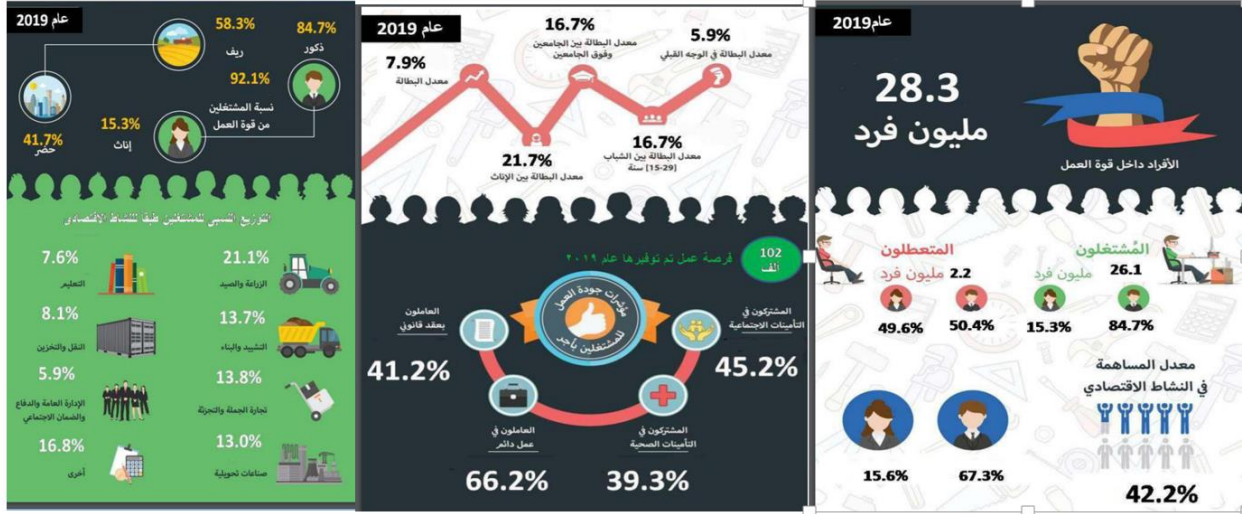 عام 2019
58.3%
ريف
84.7%
ذكور
92.1%
نسبة المشتغلين
من قوة العمل
15.3%
إناث
41.7%
حضر
التوزيع النسبي للمشتغلين طبقا للنشاط الاقتصادى
21.1%
الزراعة والصيد
7.6%
التعليم
13.7%
التشييد والبناء
8.1%
النقل والتخزين
13.8%
تجارة الجملة والتجزئة
5.9%
الإدارة العامة والدفاع
والضمان الاجتماعي
13.0%
صناعات تحويلية
16.8%
أخرى
عام 2019
7.9%
معدل البطالة
16.7%
معدل البطالة بين الجامعين
وفوق الجامعين
5.9%
معدل البطالة في الوجه القبلي
21.7%
معدل البطالة بين الإناث
16.7%
معدل البطالة بين الشباب
[15-29] سنة
102
الف
فرصة عمل تم توفيرها عام ٢٠١٩
مؤشرات جودة العمل
للمشتغلين بأجر
المشتركون في
التأمينات الاجتماعية
45.2%
العاملون
بعقد قانوني
41.2%
المشتركون في
التأمينات الصحية
39.3%
العاملون في
عمل دائم
66.2%
عام2019
28.3
مليون فرد
الأفراد داخل قوة العمل
المُشتغلون
26.1 مليون فرد
84.7%
15.3%
المتعطلون
2.2 مليون فرد
50.4%
49.6%
معدل المساهمة
في النشاط الاقتصادي
42.2%
67.3%
15.6%